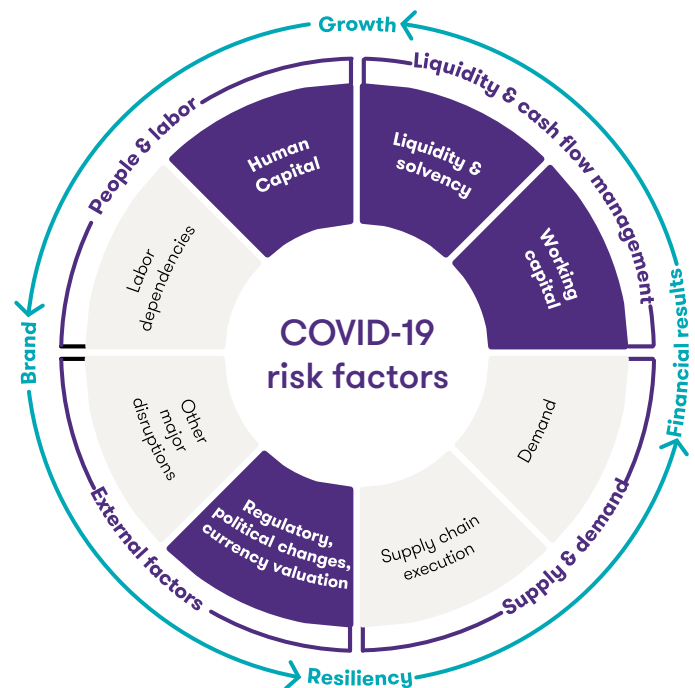 Growth
Liquidity & cash flow management
People & labor
Human
Capital
Liquidity &
solvency
Working
capital
Labor
dependencies
COVID-19
risk factors
Financial results
Brand
Other
major
disruptions
Demand
Regulatory,
political changes,
currency valuation
Supply chain
execution
External factors
Supply & demand
Resiliency